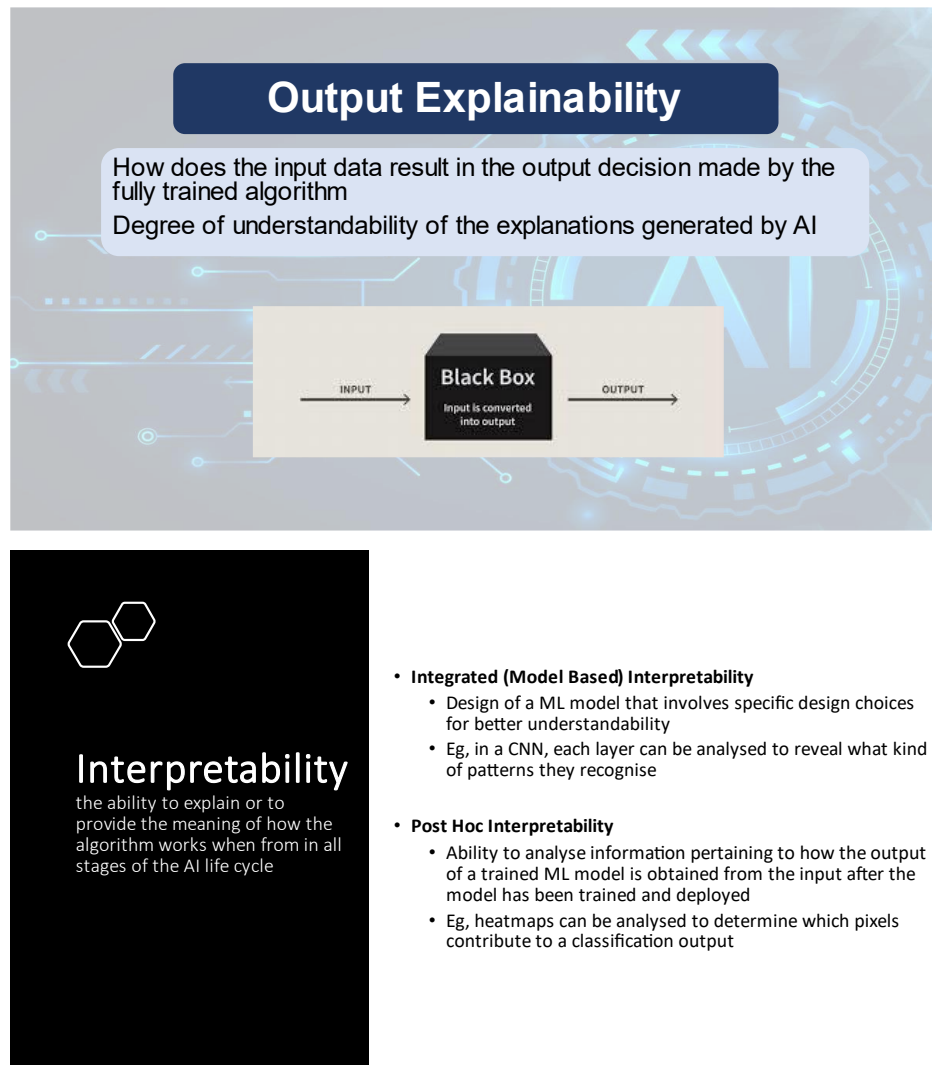 Output Explainability
How does the input data result in the output decision made by the
fully trained algorithm
Degree of understandability of the explanations generated by AI
AI
INPUT
Black Box
Input is converted
into output
OUTPUT
Interpretability
the ability to explain or to
provide the meaning of how the
algorithm works when from in all
stages of the AI life cycle
• Integrated (Model Based) Interpretability
• Design of a ML model that involves specific design choices
for better understandability
• Eg, in a CNN, each layer can be analysed to reveal what kind
of patterns they recognise
• Post Hoc Interpretability
• Ability to analyse information pertaining to how the output
of a trained ML model is obtained from the input after the
model has been trained and deployed
• Eg, heatmaps can be analysed to determine which pixels
contribute to a classification output